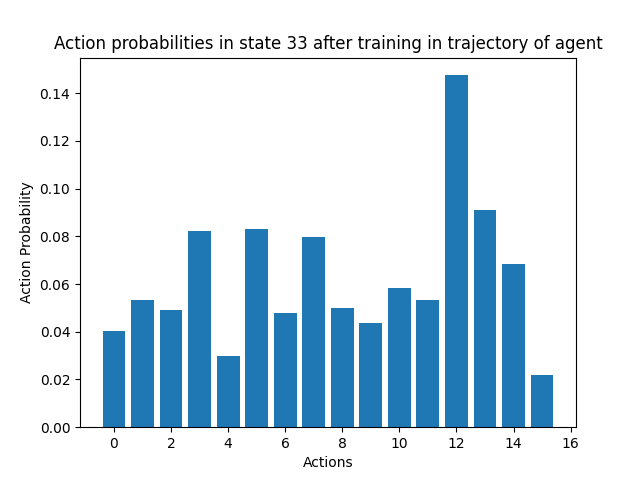 Action probabilities in state 33 after training in trajectory of agent
0.14
0.12
0.10
0.08
0.06
0.04
0.02
0.00
Action Probability
0 2 4 6 8 10 12 14 16
Actions